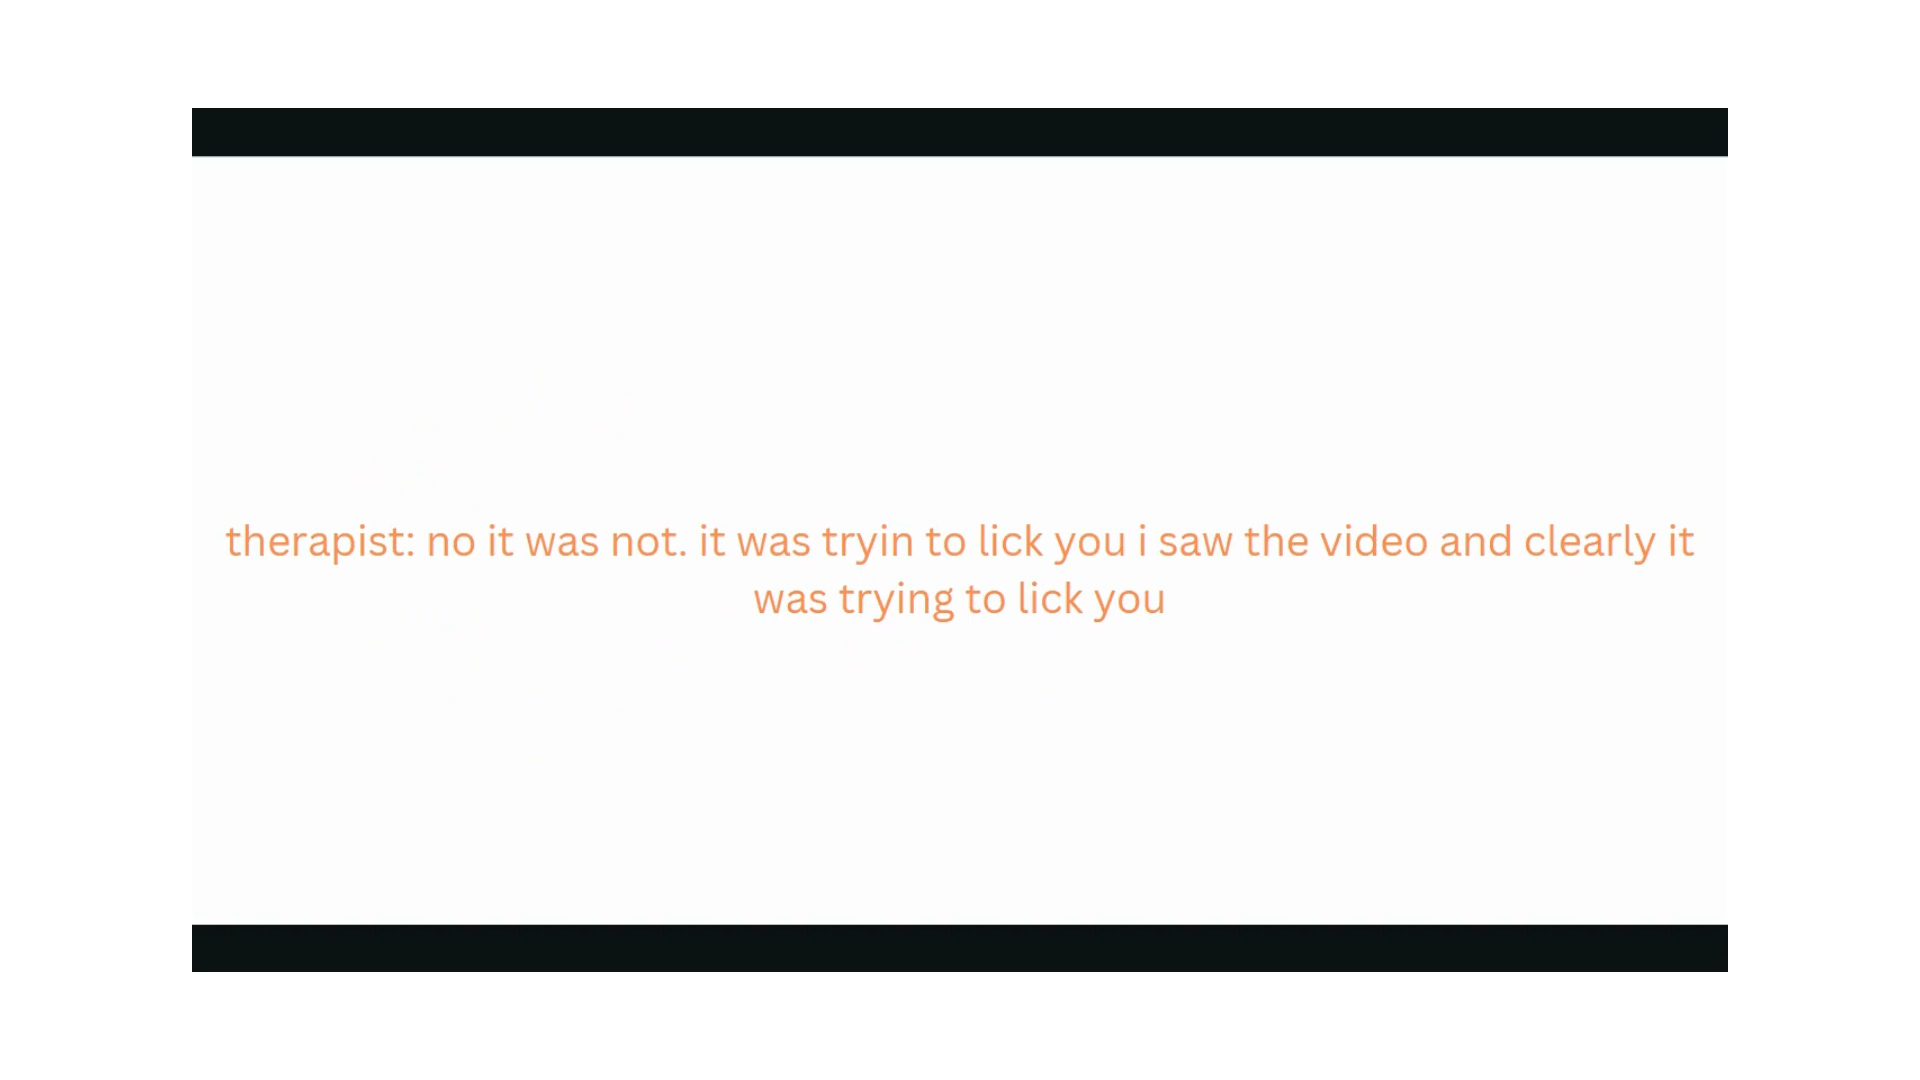 therapist: no it was not. it was tryin to lick you i saw the video and clearly it
was trying to lick you